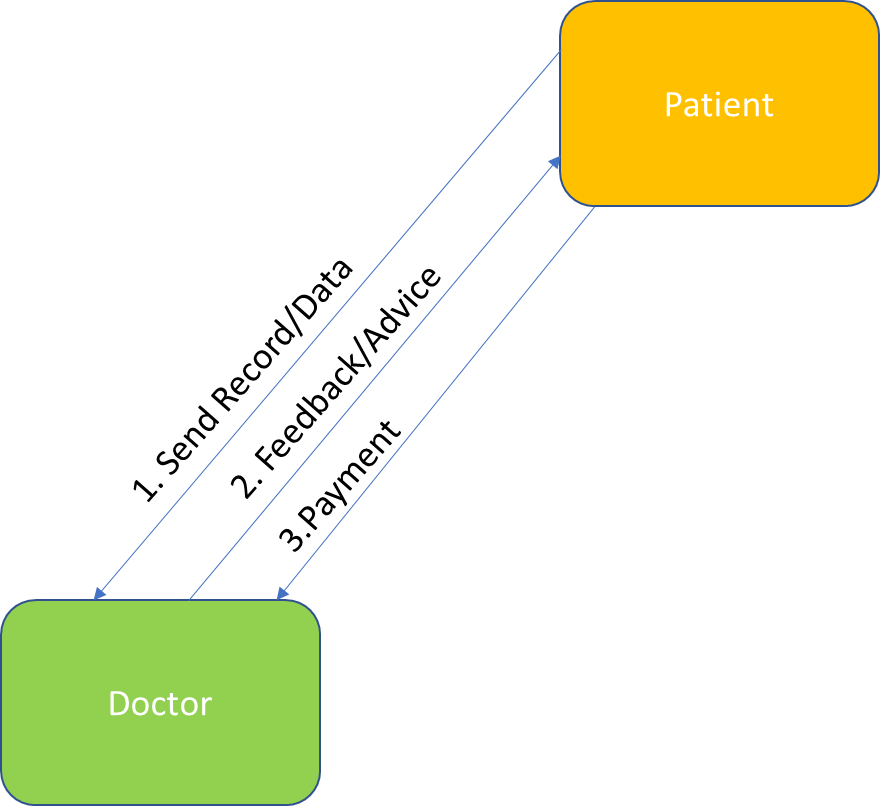 Patient
1. Send Record/Data
2. Feedback/Advice
3.Payment
Doctor